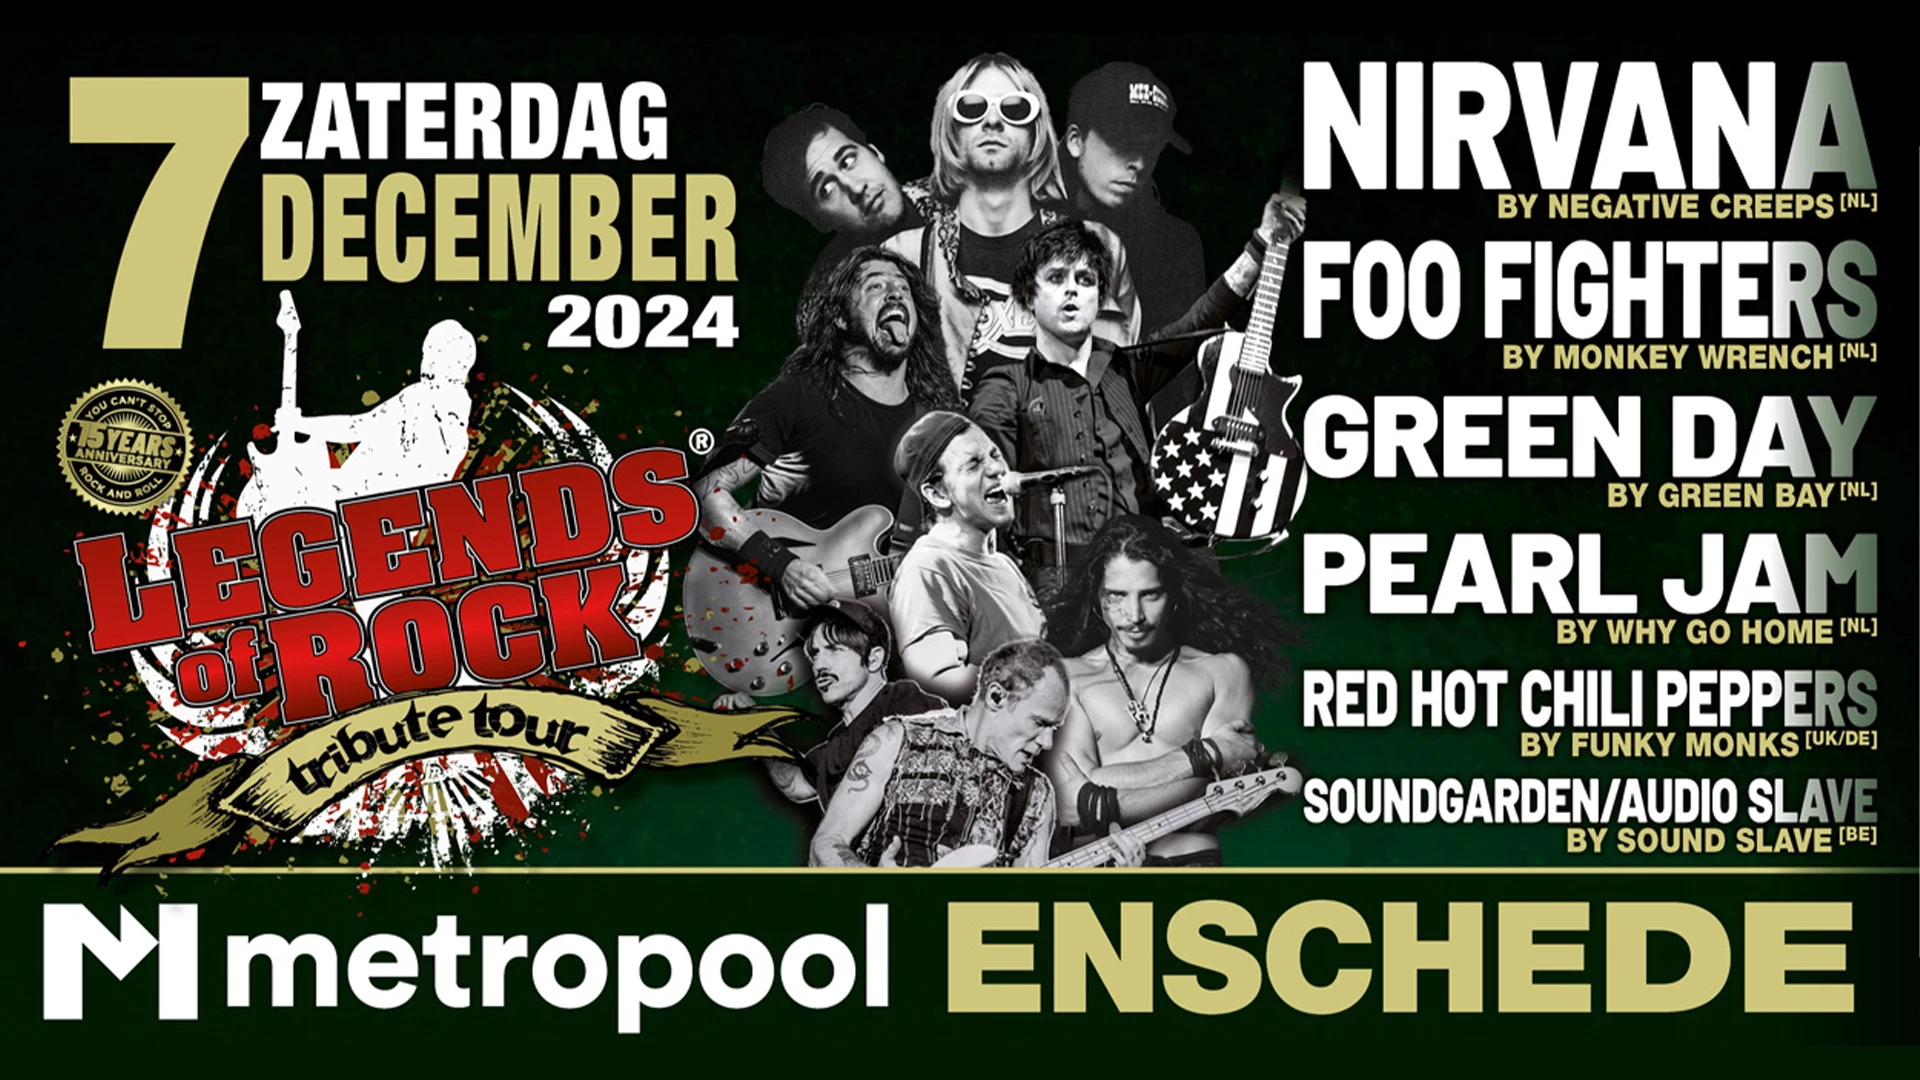 7 ZATERDAG
DECEMBER
2024
YOU CAN'T STOP
15 YEARS
ANNIVERSARY
ROCK AND ROLL
LEGENDS®
of ROCK
tribute tour
NIRVANA
BY NEGATIVE CREEPS [NL]
FOO FIGHTERS
BY MONKEY WRENCH [NL]
GREEN DAY
BY GREEN BAY [NL]
PEARL JAM
BY WHY GO HOME [NL]
RED HOT CHILI PEPPERS
BY FUNKY MONKS [UK/DE]
SOUNDGARDEN/AUDIO SLAVE
BY SOUND SLAVE [BE]
metropool ENSCHEDE